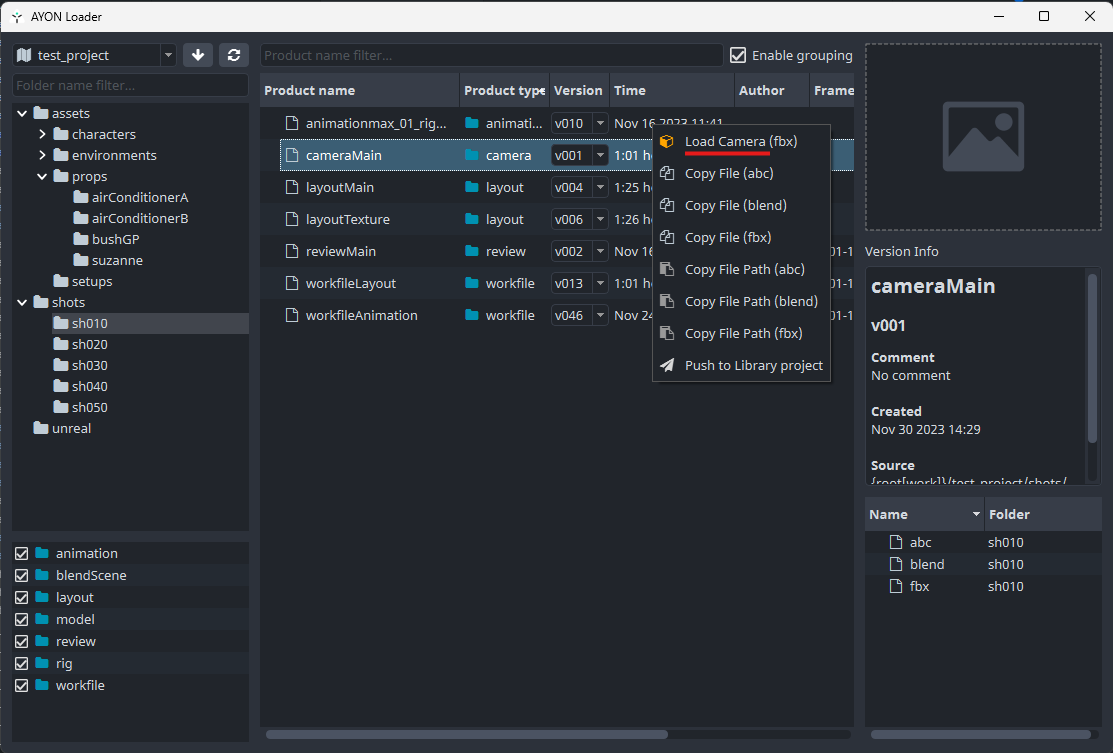 AYON Loader
test_project
Folder name filter...
assets
characters
environments
props
airConditionerA
airConditionerB
bushGP
suzanne
setups
shots
sh010
sh020
sh030
sh040
sh050
unreal
animation
blendScene
layout
model
review
rig
workfile
Product name filter...
Enable grouping
Product name Product type Version Time Author Frame
animationmax_01_rig... animati... v010 Nov 16 2023 11:41
cameraMain camera v001 1:01 ho
layoutMain layout v004 1:25 ho
layoutTexture layout v006 1:26 ho
reviewMain review v002 Nov 16 01-1
workfileLayout workfile v013 1:01 ho 01-1
workfileAnimation workfile v046 Nov 24 01-1
Load Camera (fbx)
Copy File (abc)
Copy File (blend)
Copy File (fbx)
Copy File Path (abc)
Copy File Path (blend)
Copy File Path (fbx)
Push to Library project
Version Info
cameraMain
v001
Comment
No comment
Created
Nov 30 2023 14:29
Source
{root[work]}/test_project/shots/
Name Folder
abc sh010
blend sh010
fbx sh010